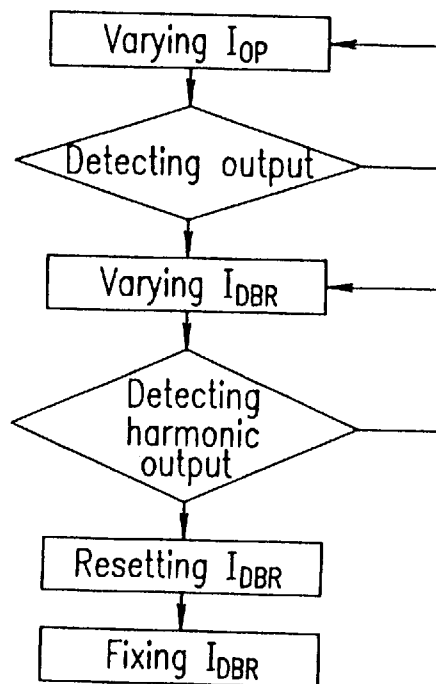 Varying I_OP
Detecting output
Varying I_DBR
Detecting
harmonic
output
Resetting I_DBR
Fixing I_DBR